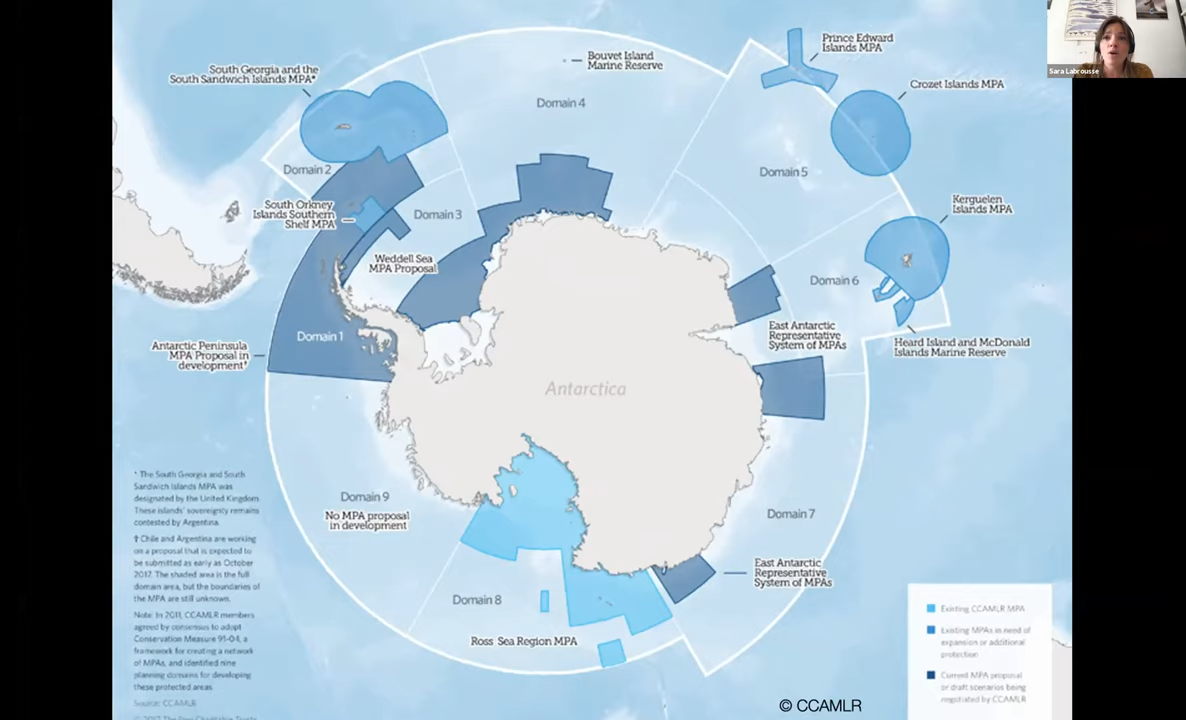 Sara Labrousse
Bouvet Island
Marine Reserve
Prince Edward
Islands MPA
South Georgia and the
South Sandwich Islands MPA*
Crozet Islands MPA
Domain 4
Domain 2
Domain 5
South Orkney
Islands Southern
Shelf MPA
Domain 3
Kerguelen
Islands MPA
Weddell Sea
MPA Proposal
Domain 6
East Antarctic
Representative
System of MPAs
Heard Island and McDonald
Islands Marine Reserve
Domain 1
Antarctic Peninsula
MPA Proposal in
development†
Antarctica
Domain 9
No MPA proposal
in development
Domain 7
East Antarctic
Representative
System of MPAs
Domain 8
Ross Sea Region MPA
* The South Georgia and South
Sandwich Islands MPA was
designated by the United Kingdom.
These islands' sovereignty remains
contested by Argentina.
† Chile and Argentina are working
on a proposal that is expected to
be submitted as early as October
2017. The shaded area is the full
domain area, but the boundaries of
the MPA are still unknown.
Note: In 2011, CCAMLR members
agreed by consensus to adopt
Conservation Measure 91-04, a
framework for creating a network
of MPAs, and identified nine
planning domains for developing
these protected areas
Source: CCAMLR
© 2017 The Pew Charitable Trusts
Existing CCAMLR MPA
Existing MPAs in need of
expansion or additional
protection
Current MPA proposal
or draft scenarios being
negotiated by CCAMLR
© CCAMLR